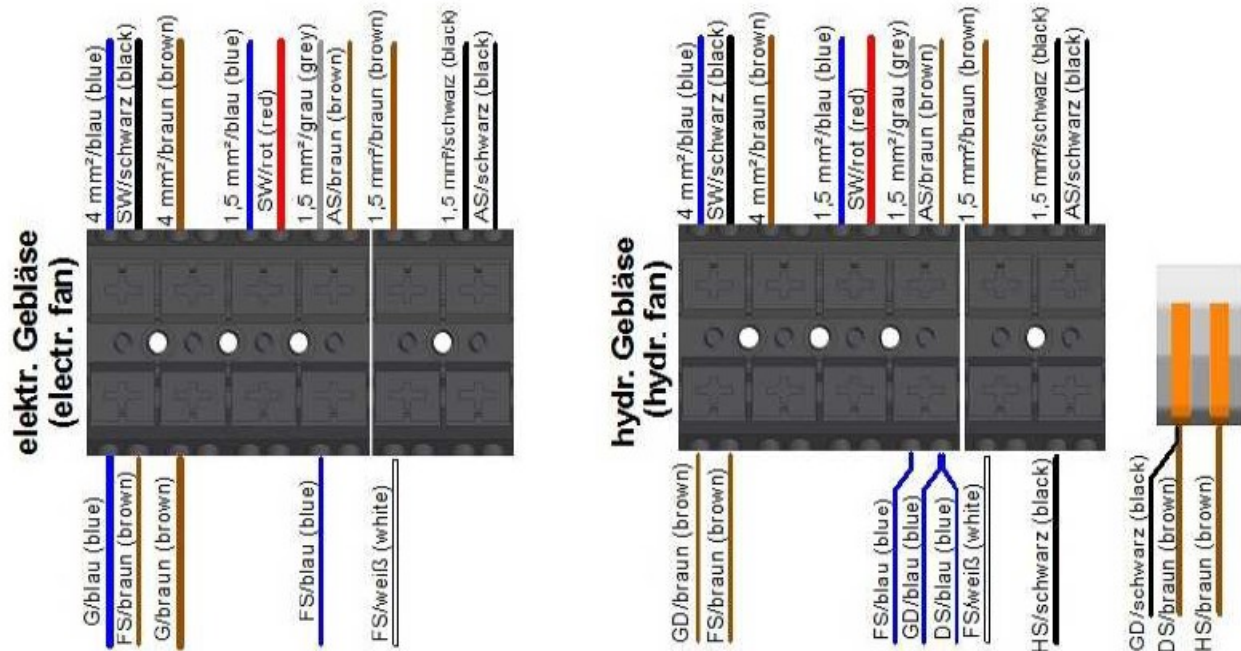 elektr. Gebläse
(electr. fan)
4 mm²/blau (blue)
SW/schwarz (black)
4 mm²/braun (brown)
1,5 mm²/blau (blue)
SW/rot (red)
1,5 mm²/grau (grey)
AS/braun (brown)
1,5 mm²/braun (brown)
1,5 mm²/schwarz (black)
AS/schwarz (black)
G/blau (blue)
FS/braun (brown)
G/braun (brown)
FS/blau (blue)
FS/weiß (white)
hydr. Gebläse
(hydr. fan)
4 mm²/blau (blue)
SW/schwarz (black)
4 mm²/braun (brown)
1,5 mm²/blau (blue)
SW/rot (red)
1,5 mm²/grau (grey)
AS/braun (brown)
1,5 mm²/braun (brown)
1,5 mm²/schwarz (black)
AS/schwarz (black)
GD/braun (brown)
FS/braun (brown)
FS/blau (blue)
GD/blau (blue)
DS/blau (blue)
FS/weiß (white)
HS/schwarz (black)
GD/schwarz (black)
DS/braun (brown)
HS/braun (brown)